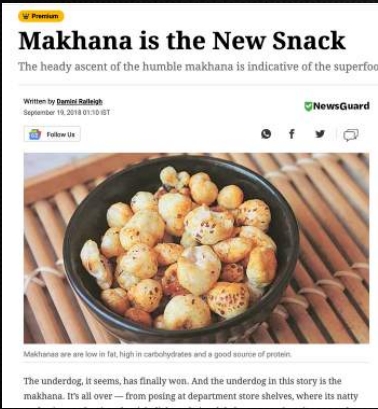 Premium
Makhana is the New Snack
The heady ascent of the humble makhana is indicative of the superfoo
Written by Damini Ralleigh
September 19, 2018 01:10 IST
NewsGuard
Follow Us
Makhanas are are low in fat, high in carbohydrates and a good source of protein.
The underdog, it seems, has finally won. And the underdog in this story is the
makhana. It's all over — from posing at department store shelves, where its natty